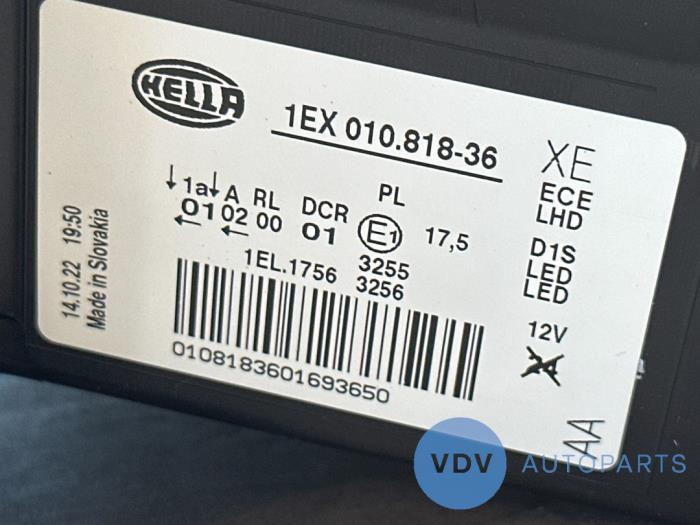 HELLA
1EX 010.818-36
XE
ECE
LHD
D1S
LED
LED
12V
AA
1a A RL DCR PL
01 02 00 01 E1 17,5
1EL.1756 3255
3256
0108183601693650
14.10.22 19:50
Made in Slovakia
VDV AUTOPARTS